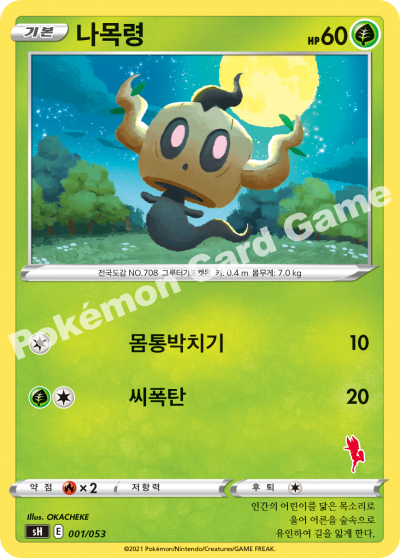 기본 나목령 HP 60
전국도감 NO.708 그루터기포켓몬 키: 0.4 m 몸무게: 7.0 kg
Pokémon Card Game
몸통박치기 10
씨폭탄 20
약점 ×2 저항력 후퇴
Illus. OKACHEKE
sH E 001/053
인간의 어린이를 닮은 목소리로
울어 어른을 숲속으로
유인하여 길을 잃게 한다.
©2021 Pokémon/Nintendo/Creatures/GAME FREAK.